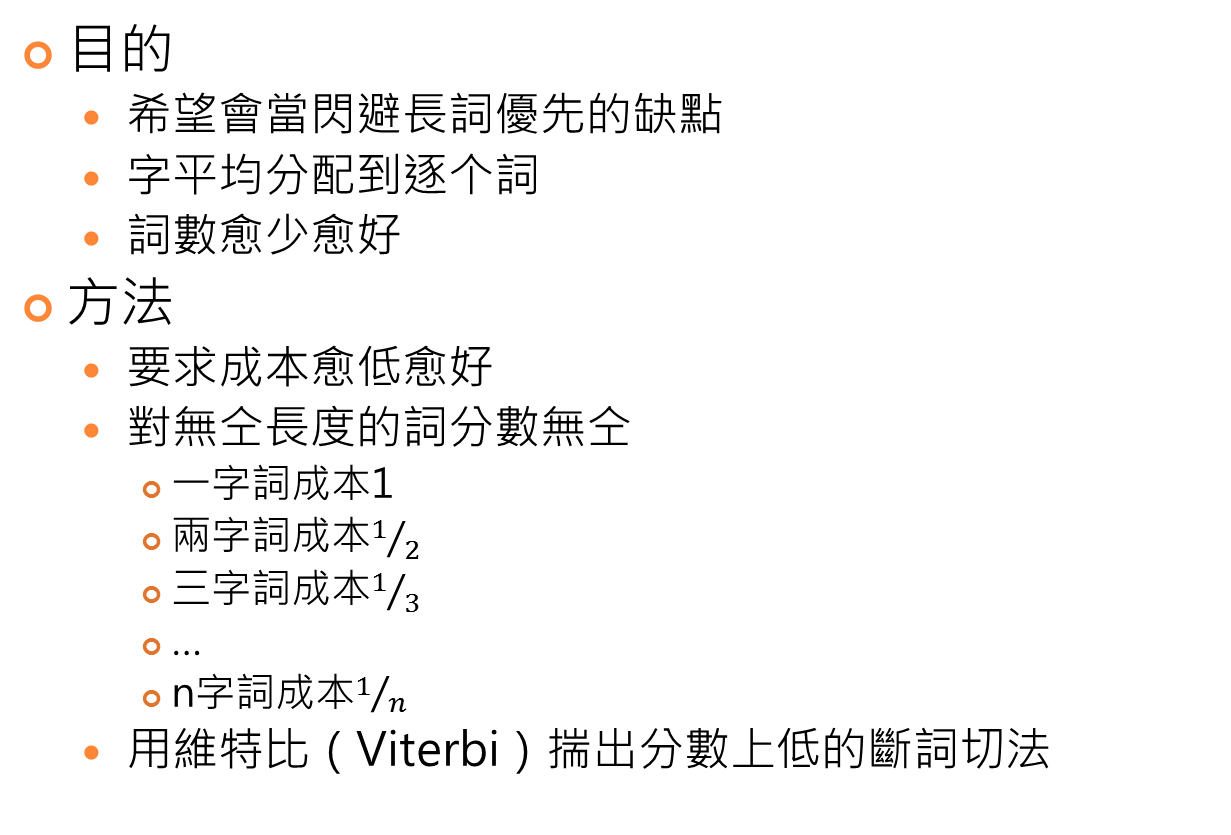 目的
希望會當閃避長詞優先的缺點
字平均分配到逐个詞
詞數愈少愈好
方法
要求成本愈低愈好
對無仝長度的詞分數無仝
一字詞成本1
兩字詞成本1/2
三字詞成本1/3
…
n字詞成本1/n
用維特比（Viterbi）揣出分數上低的斷詞切法